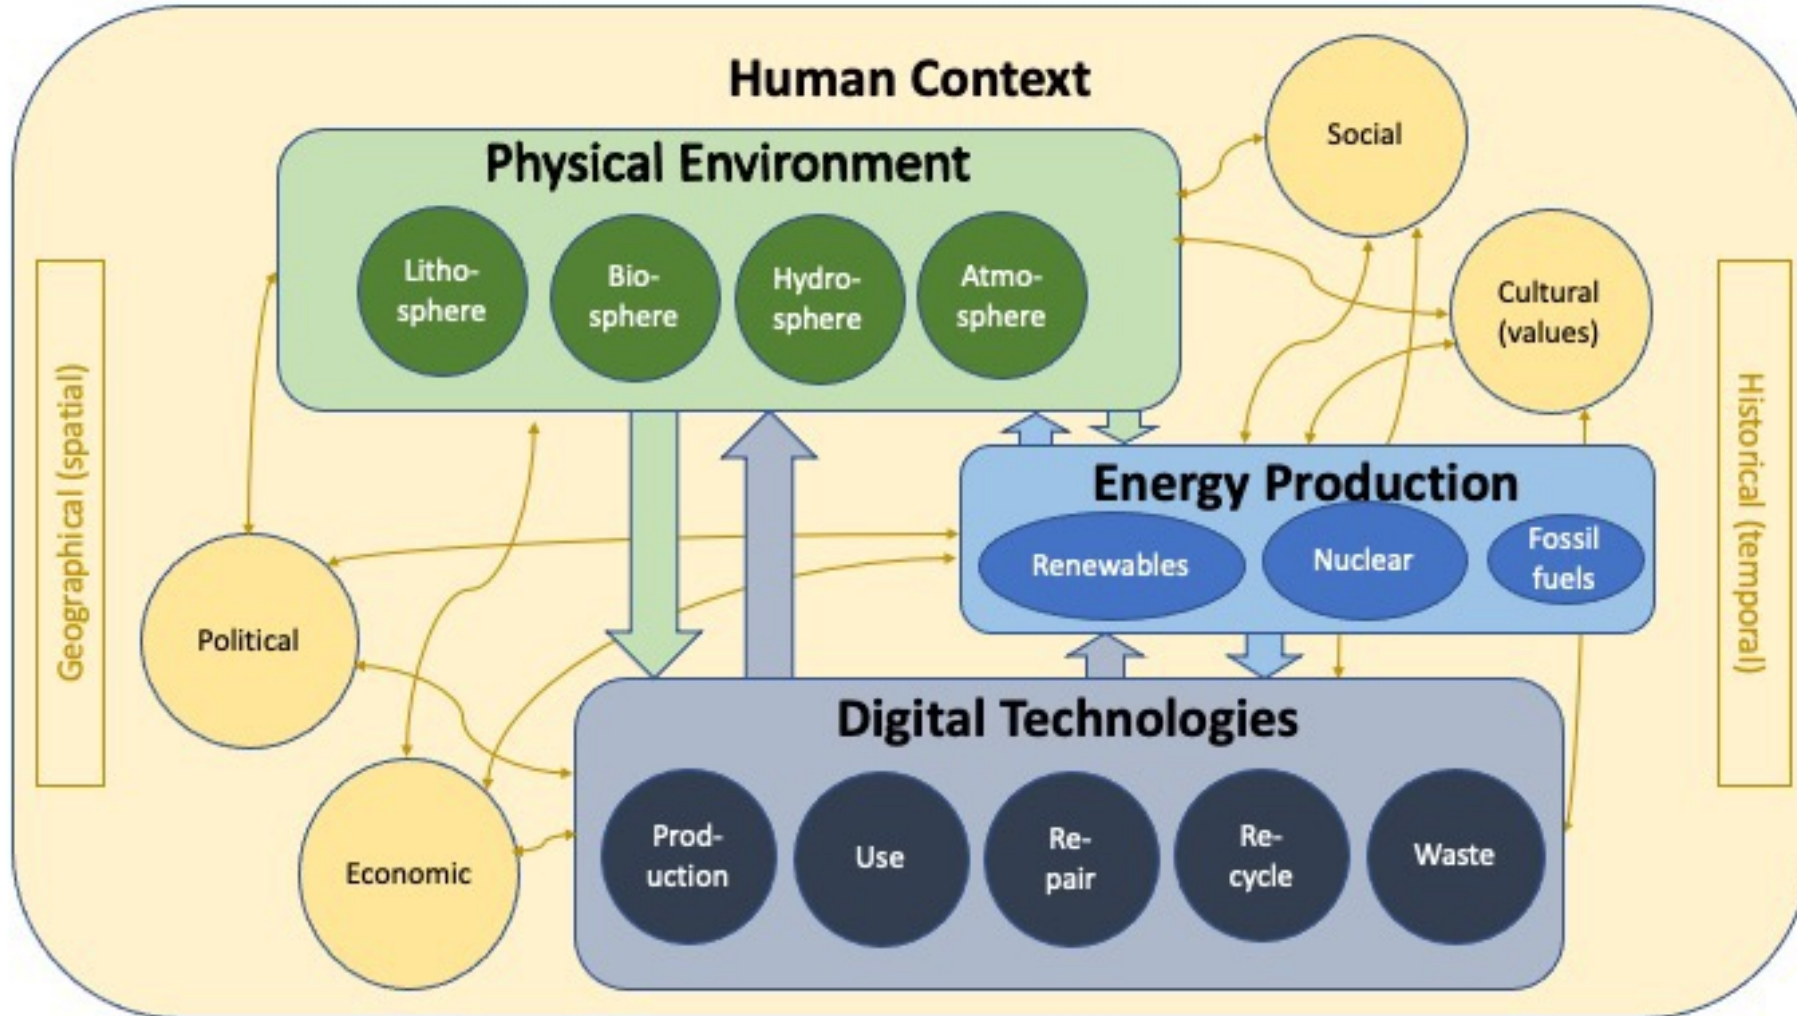 Human Context
Social
Physical Environment
Litho-
sphere
Bio-
sphere
Hydro-
sphere
Atmo-
sphere
Cultural
(values)
Geographical (spatial)
Historical (temporal)
Energy Production
Renewables
Nuclear
Fossil
fuels
Political
Digital Technologies
Economic
Prod-
uction
Use
Re-
pair
Re-
cycle
Waste